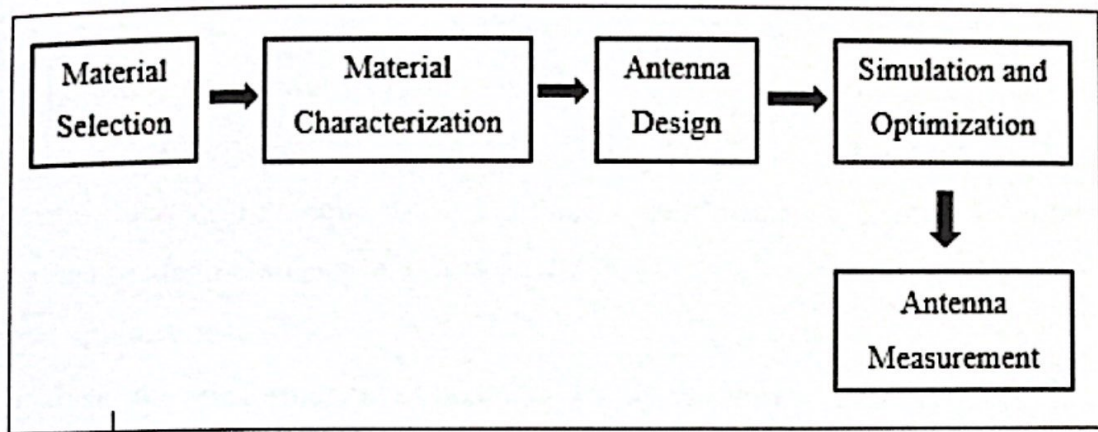 Material
Selection
Material
Characterization
Antenna
Design
Simulation and
Optimization
Antenna
Measurement